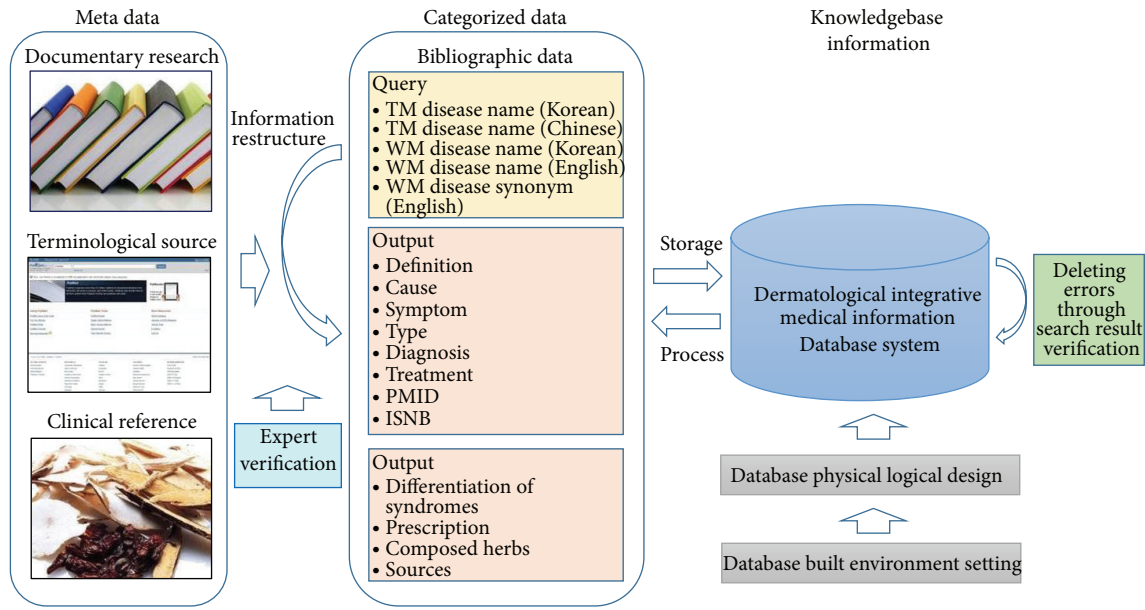 Meta data
Documentary research
Terminological source
Clinical reference
Information
restructure
Expert
verification
Categorized data
Bibliographic data
Query
• TM disease name (Korean)
• TM disease name (Chinese)
• WM disease name (Korean)
• WM disease name (English)
• WM disease synonym
(English)
Output
• Definition
• Cause
• Symptom
• Type
• Diagnosis
• Treatment
• PMID
• ISNB
Output
• Differentiation of
syndromes
• Prescription
• Composed herbs
• Sources
Storage
Process
Knowledgebase
information
Dermatological integrative
medical information
Database system
Deleting
errors
through
search result
verification
Database physical logical design
Database built environment setting